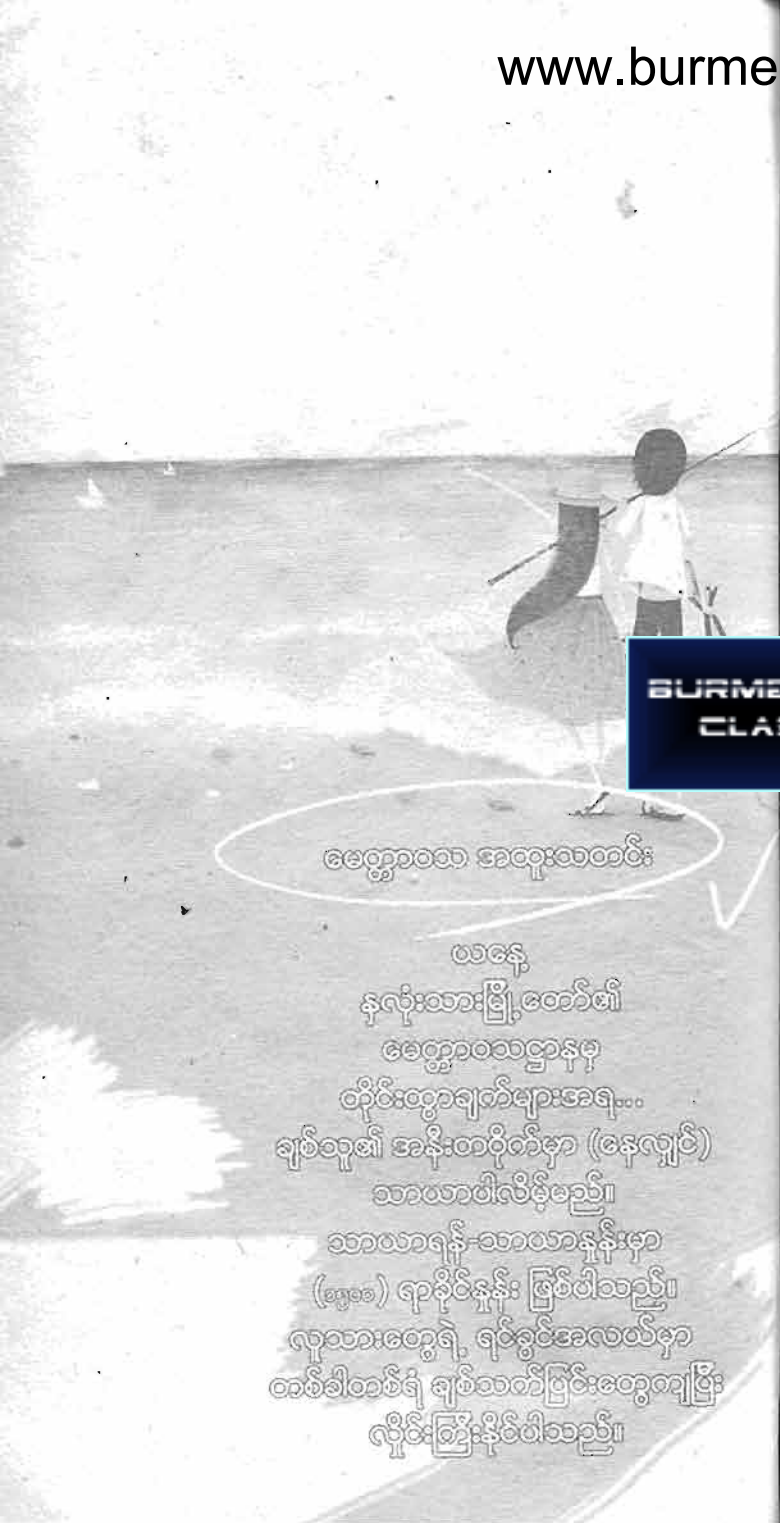 www.burme
BURME
CLA
မေတ္တာဝသ အထူးသတင်း
ယနေ့
နှလုံးသားမြို့တော်၏
မေတ္တာဝသဌာနမှ
တိုင်းထွာချက်များအရ...
ချစ်သူ၏ အနီးတဝိုက်မှာ (နေလျှင်)
သာယာပါလိမ့်မည်။
သာယာရန်-သာယာနှုန်းမှာ
ရာခိုင်နှုန်း ဖြစ်ပါသည်။
လူသားတွေရဲ့ ရင်ခွင်အလယ်မှာ
တစ်ခါတစ်ရံ ချစ်သက်ပြင်းတွေကျပြီး
လှိုင်းကြီးနိုင်ပါသည်။